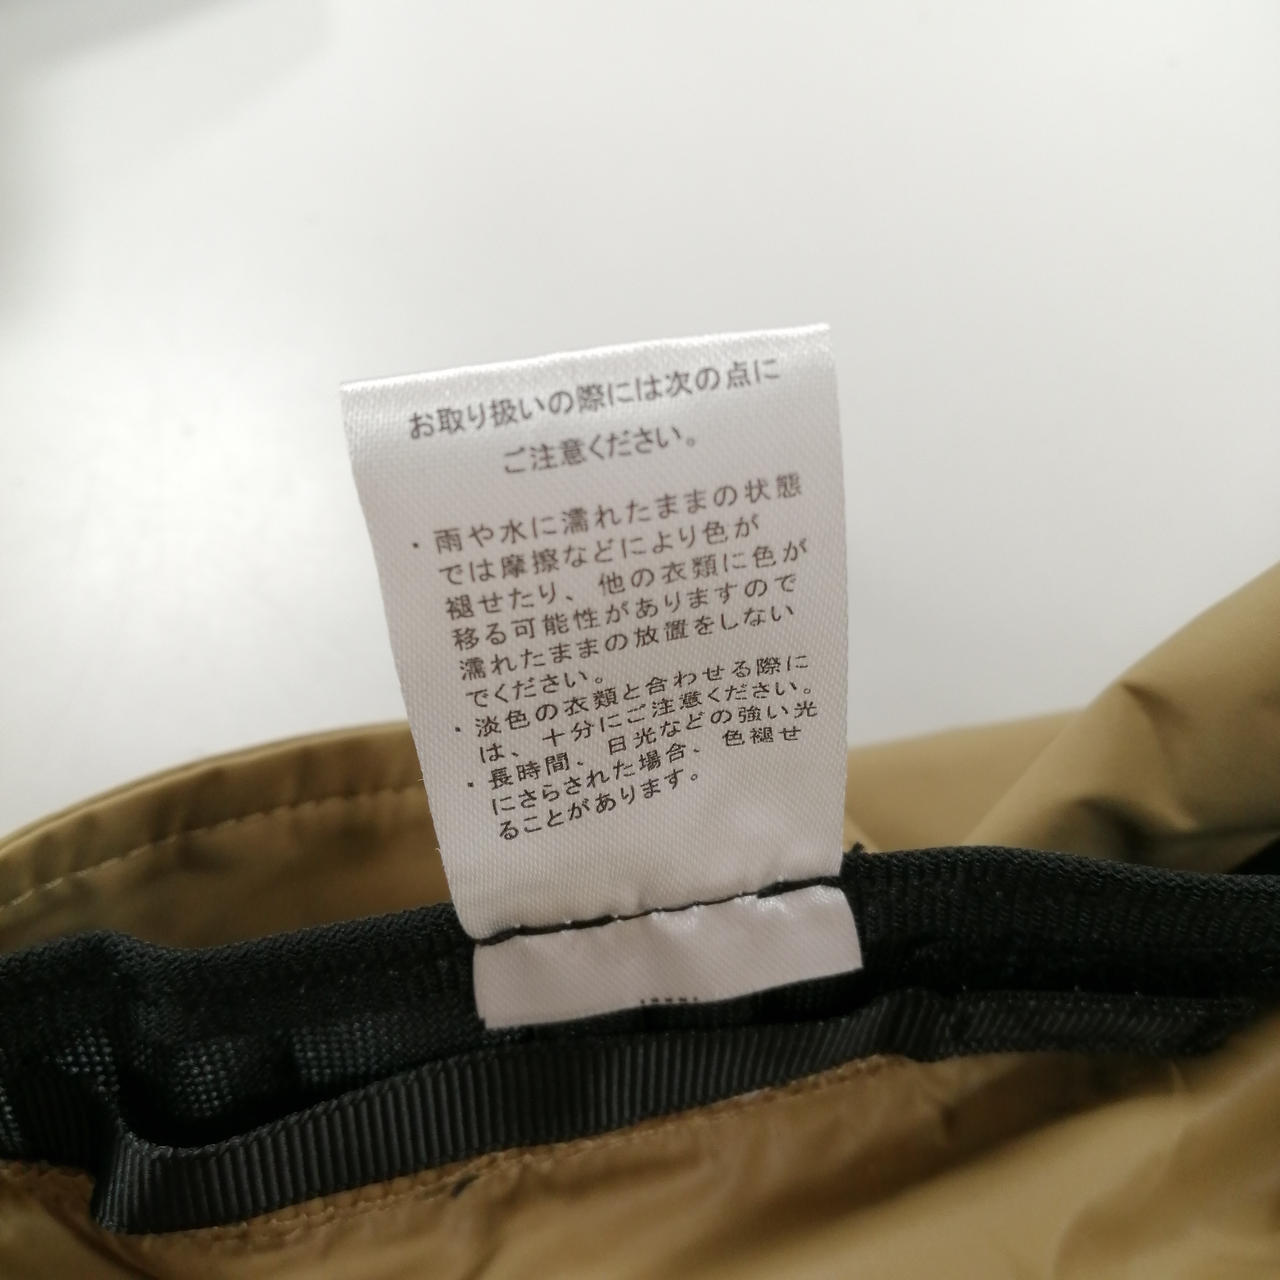 お取り扱いの際には次の点に
ご注意ください。
・雨や水に濡れたままの状態
では摩擦などにより色が
褪せたり、他の衣類に色が
移る可能性がありますので
濡れたままの放置をしない
でください。
・淡色の衣類と合わせる際に
は、十分にご注意ください。
・長時間、日光などの強い光
にさらされた場合、色褪せ
ることがあります。